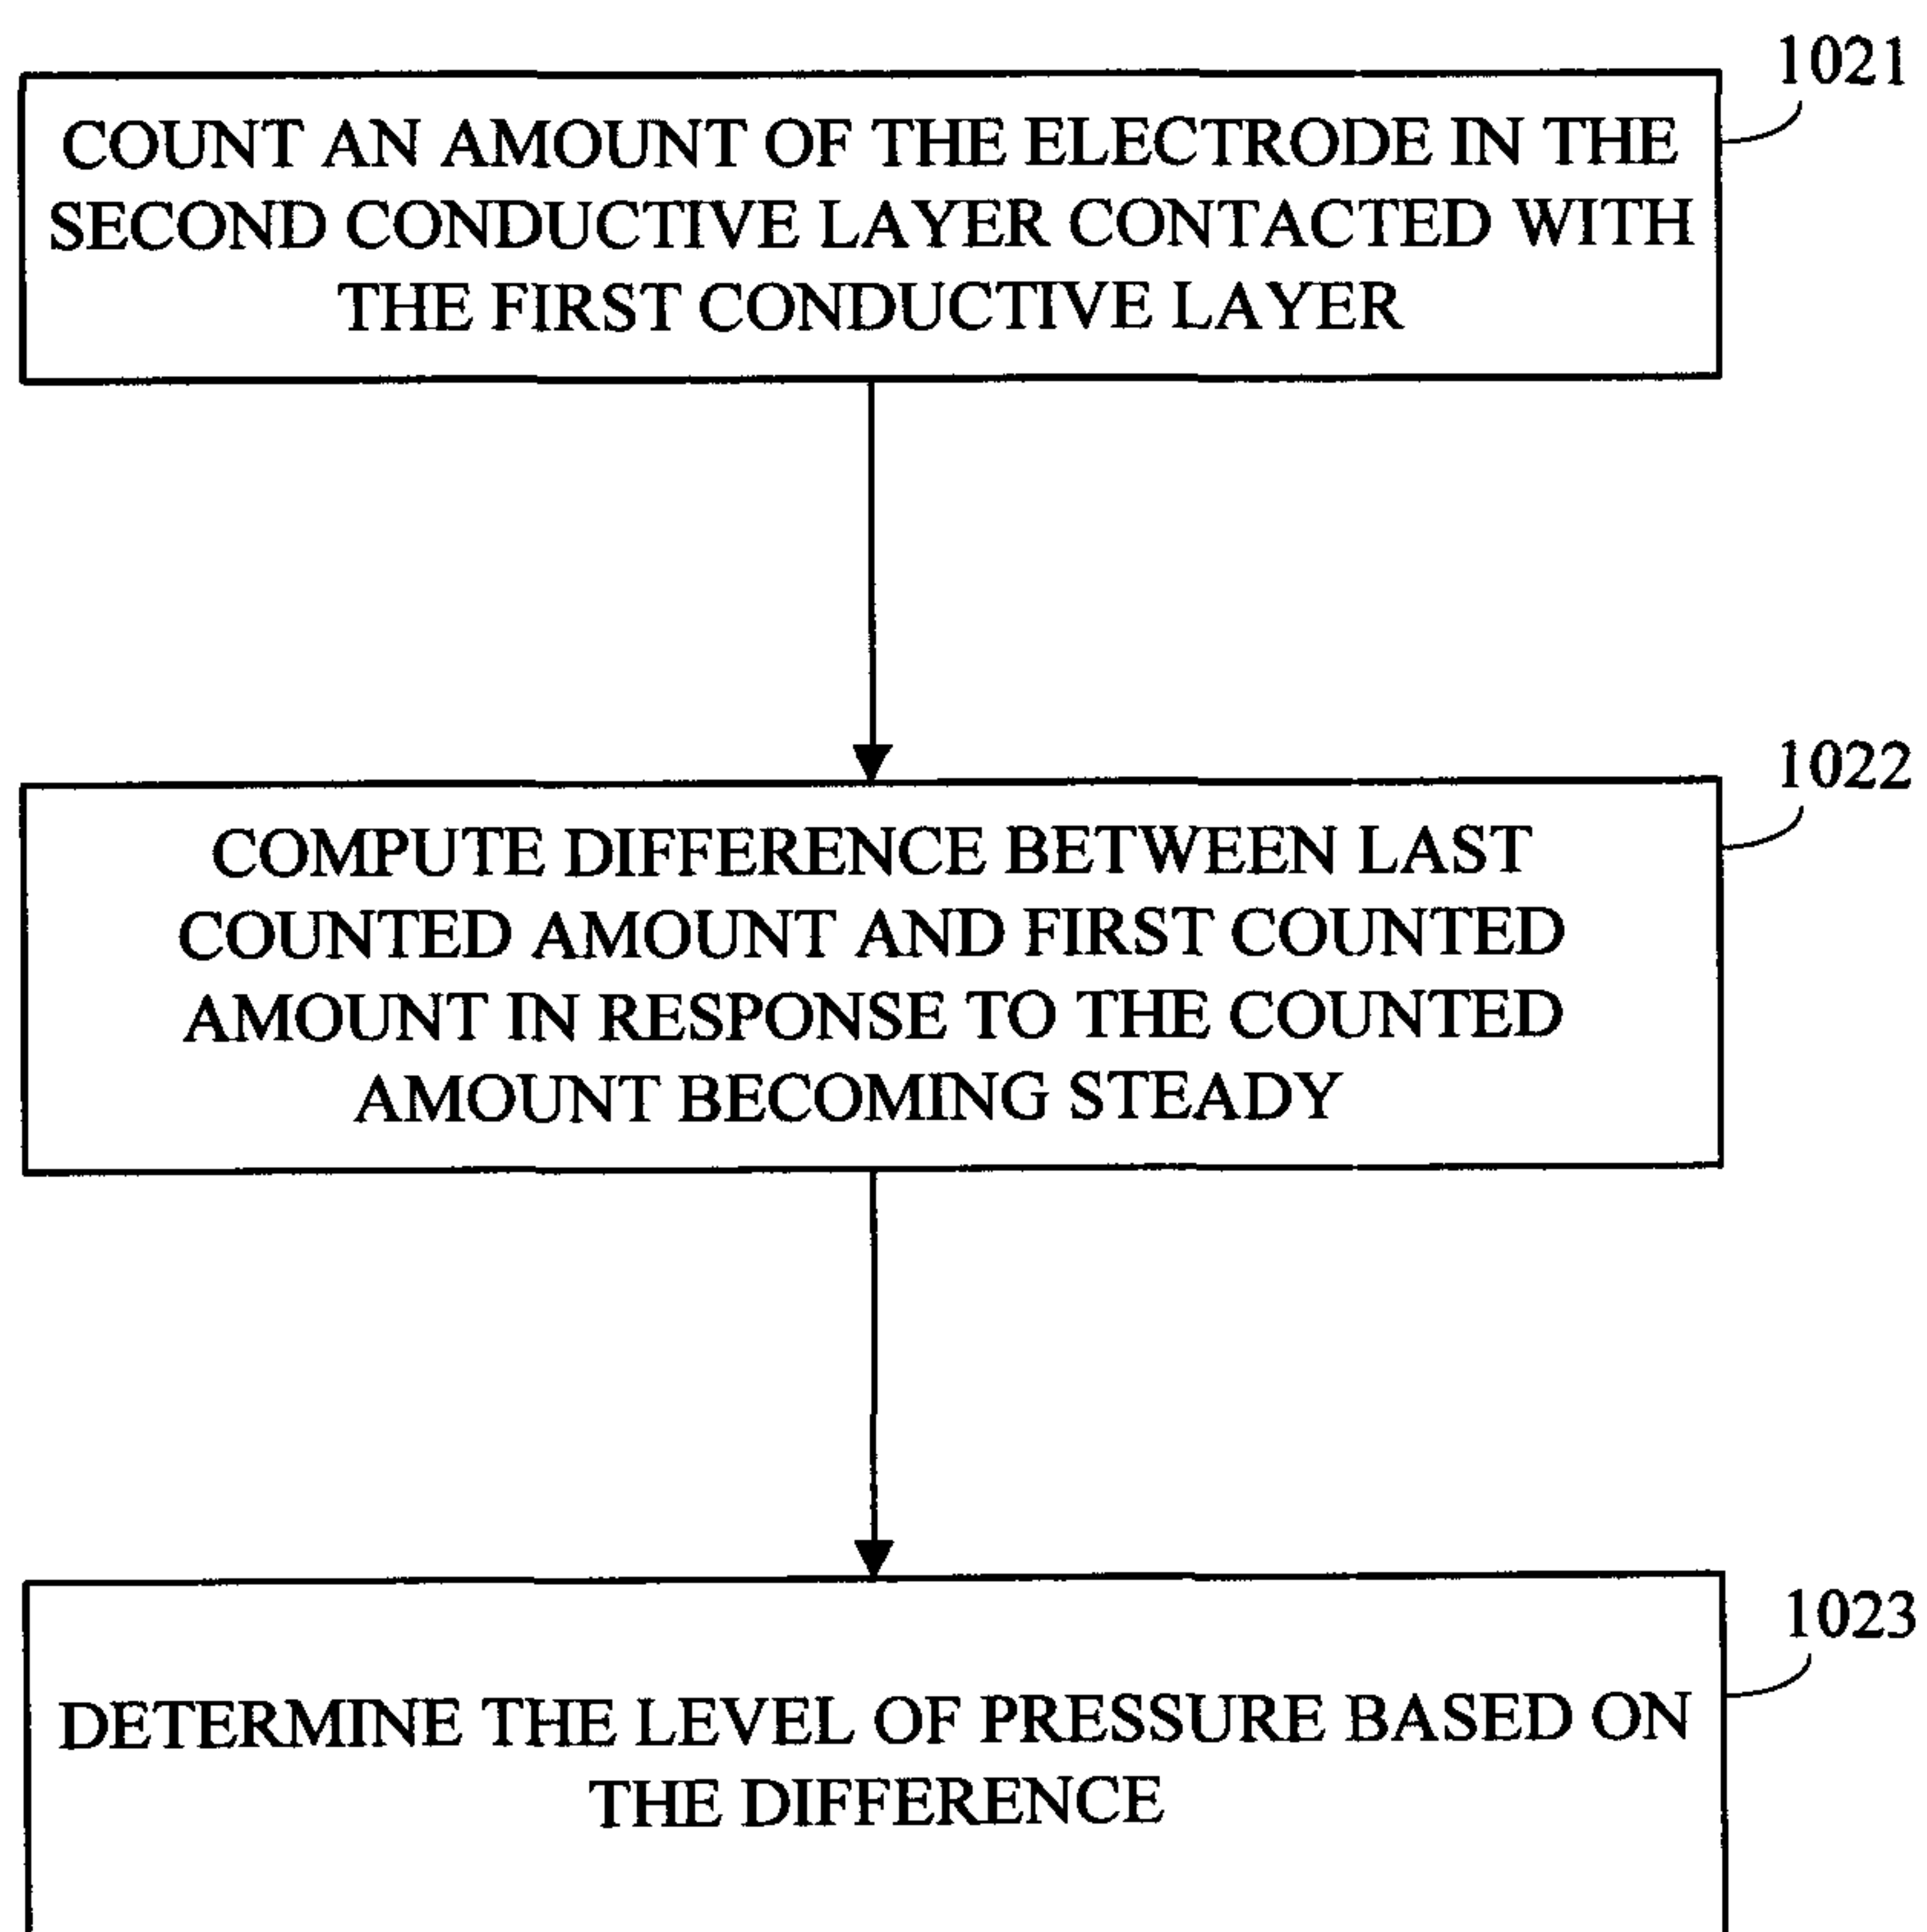 1021
COUNT AN AMOUNT OF THE ELECTRODE IN THE
SECOND CONDUCTIVE LAYER CONTACTED WITH
THE FIRST CONDUCTIVE LAYER
1022
COMPUTE DIFFERENCE BETWEEN LAST
COUNTED AMOUNT AND FIRST COUNTED
AMOUNT IN RESPONSE TO THE COUNTED
AMOUNT BECOMING STEADY
1023
DETERMINE THE LEVEL OF PRESSURE BASED ON
THE DIFFERENCE